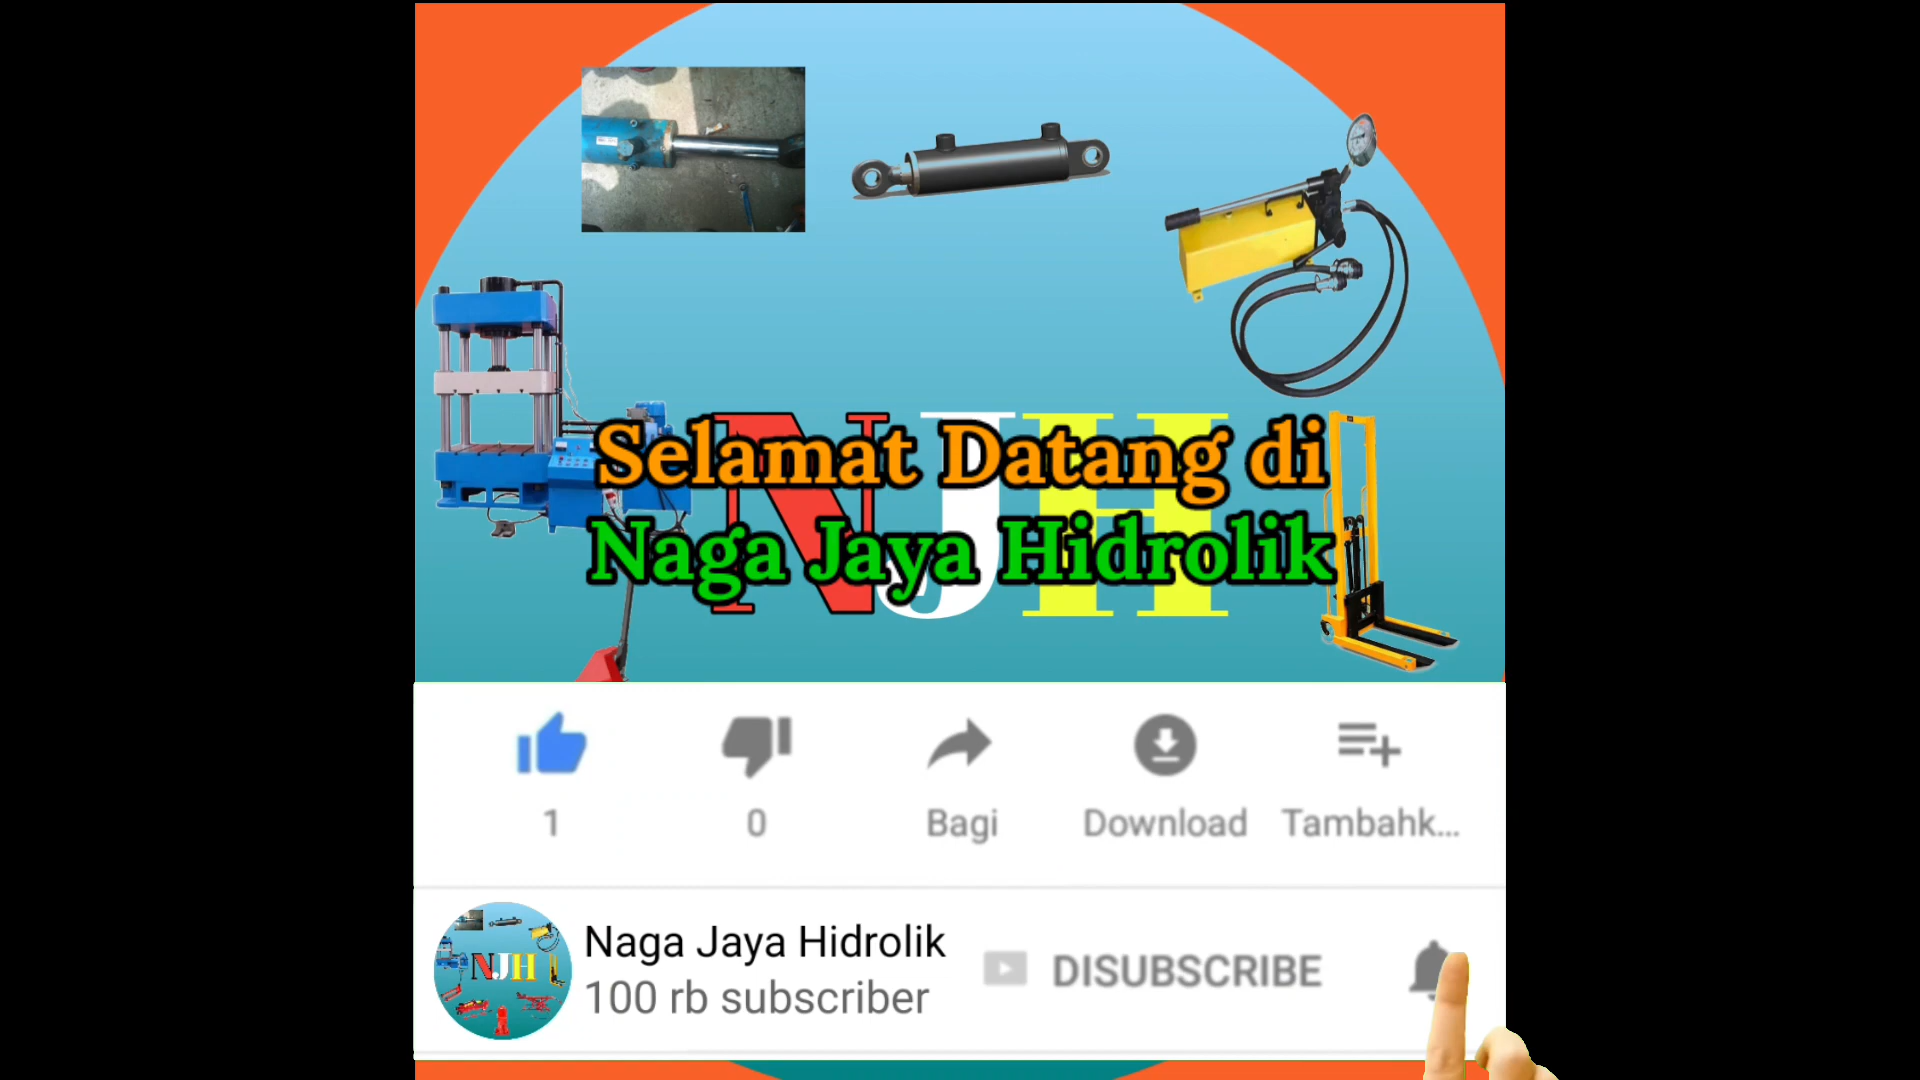 NJH
Selamat Datang di
Naga Jaya Hidrolik
1
0
Bagi
Download
Tambahk...
NJH
Naga Jaya Hidrolik
100 rb subscriber
DISUBSCRIBE